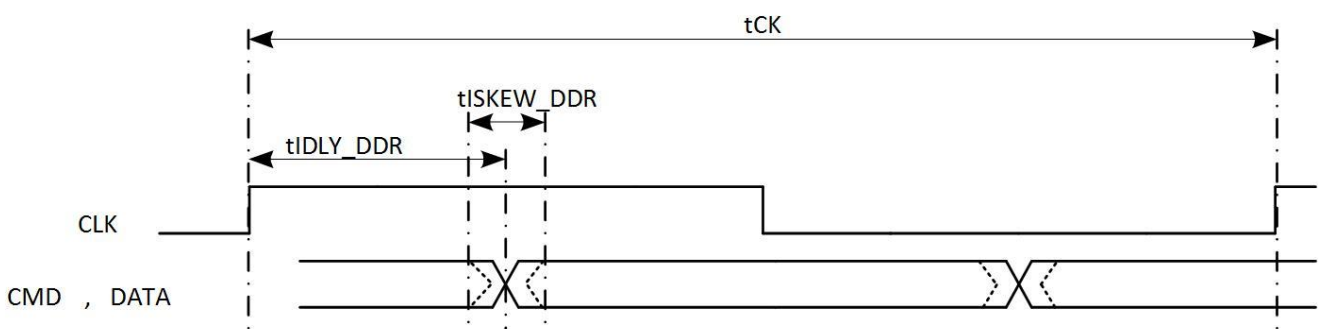 tCK
tISKEW_DDR
tIDLY_DDR
CLK
CMD , DATA